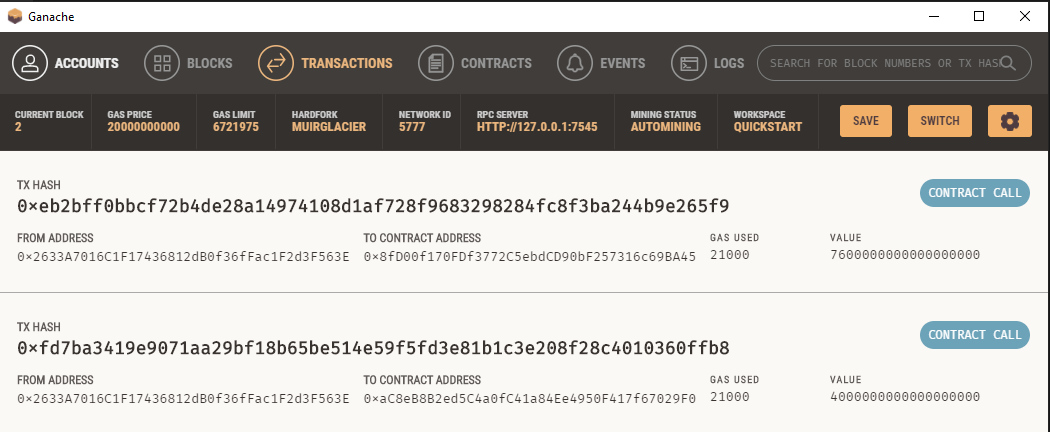 Ganache
ACCOUNTS BLOCKS TRANSACTIONS CONTRACTS EVENTS LOGS SEARCH FOR BLOCK NUMBERS OR TX HASH
CURRENT BLOCK GAS PRICE GAS LIMIT HARDFORK NETWORK ID RPC SERVER MINING STATUS WORKSPACE
2 20000000000 6721975 MUIRGLACIER 5777 HTTP://127.0.0.1:7545 AUTOMINING QUICKSTART SAVE SWITCH
TX HASH
0×eb2bff0bbcf72b4de28a14974108d1af728f9683298284fc8f3ba244b9e265f9 CONTRACT CALL
FROM ADDRESS TO CONTRACT ADDRESS GAS USED VALUE
0×2633A7016C1F17436812dB0f36fFac1F2d3F563E 0×8fD00f170FDf3772C5ebdCD90bF257316c69BA45 21000 7600000000000000000
TX HASH
0×fd7ba3419e9071aa29bf18b65be514e59f5fd3e81b1c3e208f28c4010360ffb8 CONTRACT CALL
FROM ADDRESS TO CONTRACT ADDRESS GAS USED VALUE
0×2633A7016C1F17436812dB0f36fFac1F2d3F563E 0×aC8eB8B2ed5C4a0fC41a84Ee4950F417f67029F0 21000 4000000000000000000